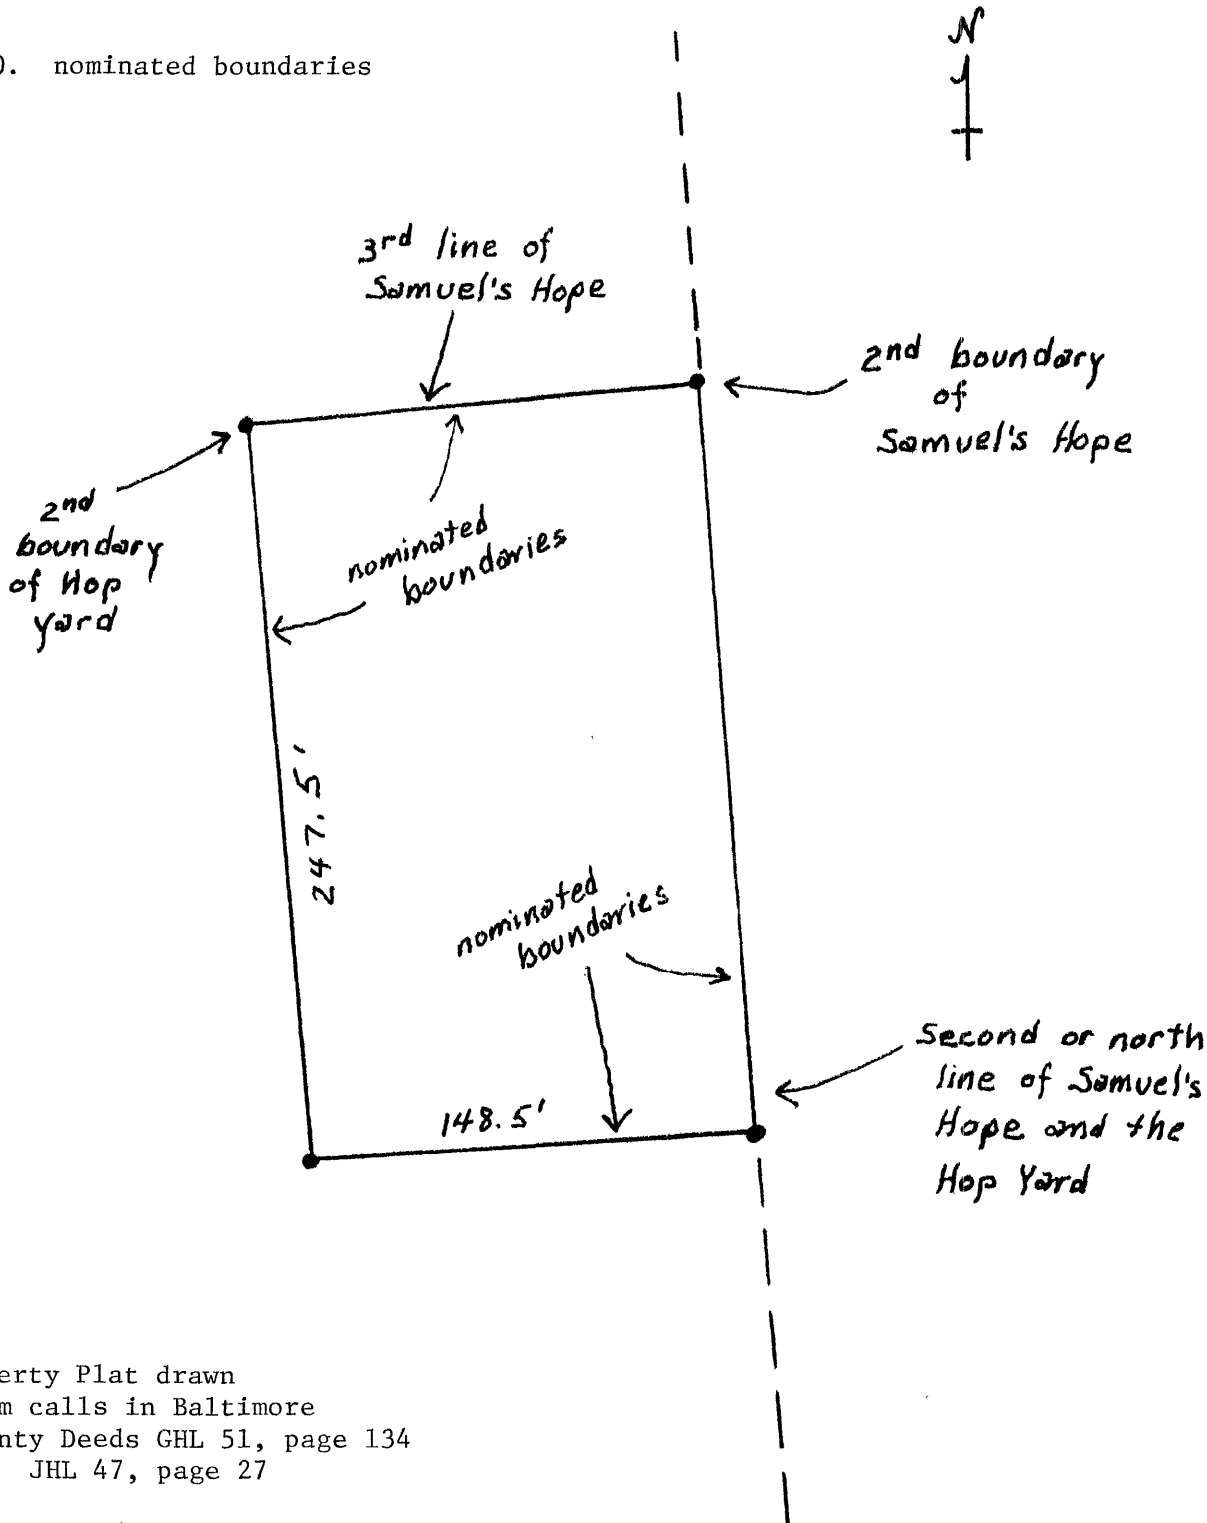 0. nominated boundaries
N
3rd line of
Samuel's Hope
2nd boundary
of
Samuel's Hope
2nd
boundary
of Hop
Yard
nominated
boundaries
247.5'
nominated
boundaries
148.5'
Second or north
line of Samuel's
Hope and the
Hop Yard
erty Plat drawn
m calls in Baltimore
nty Deeds GHL 51, page 134
JHL 47, page 27